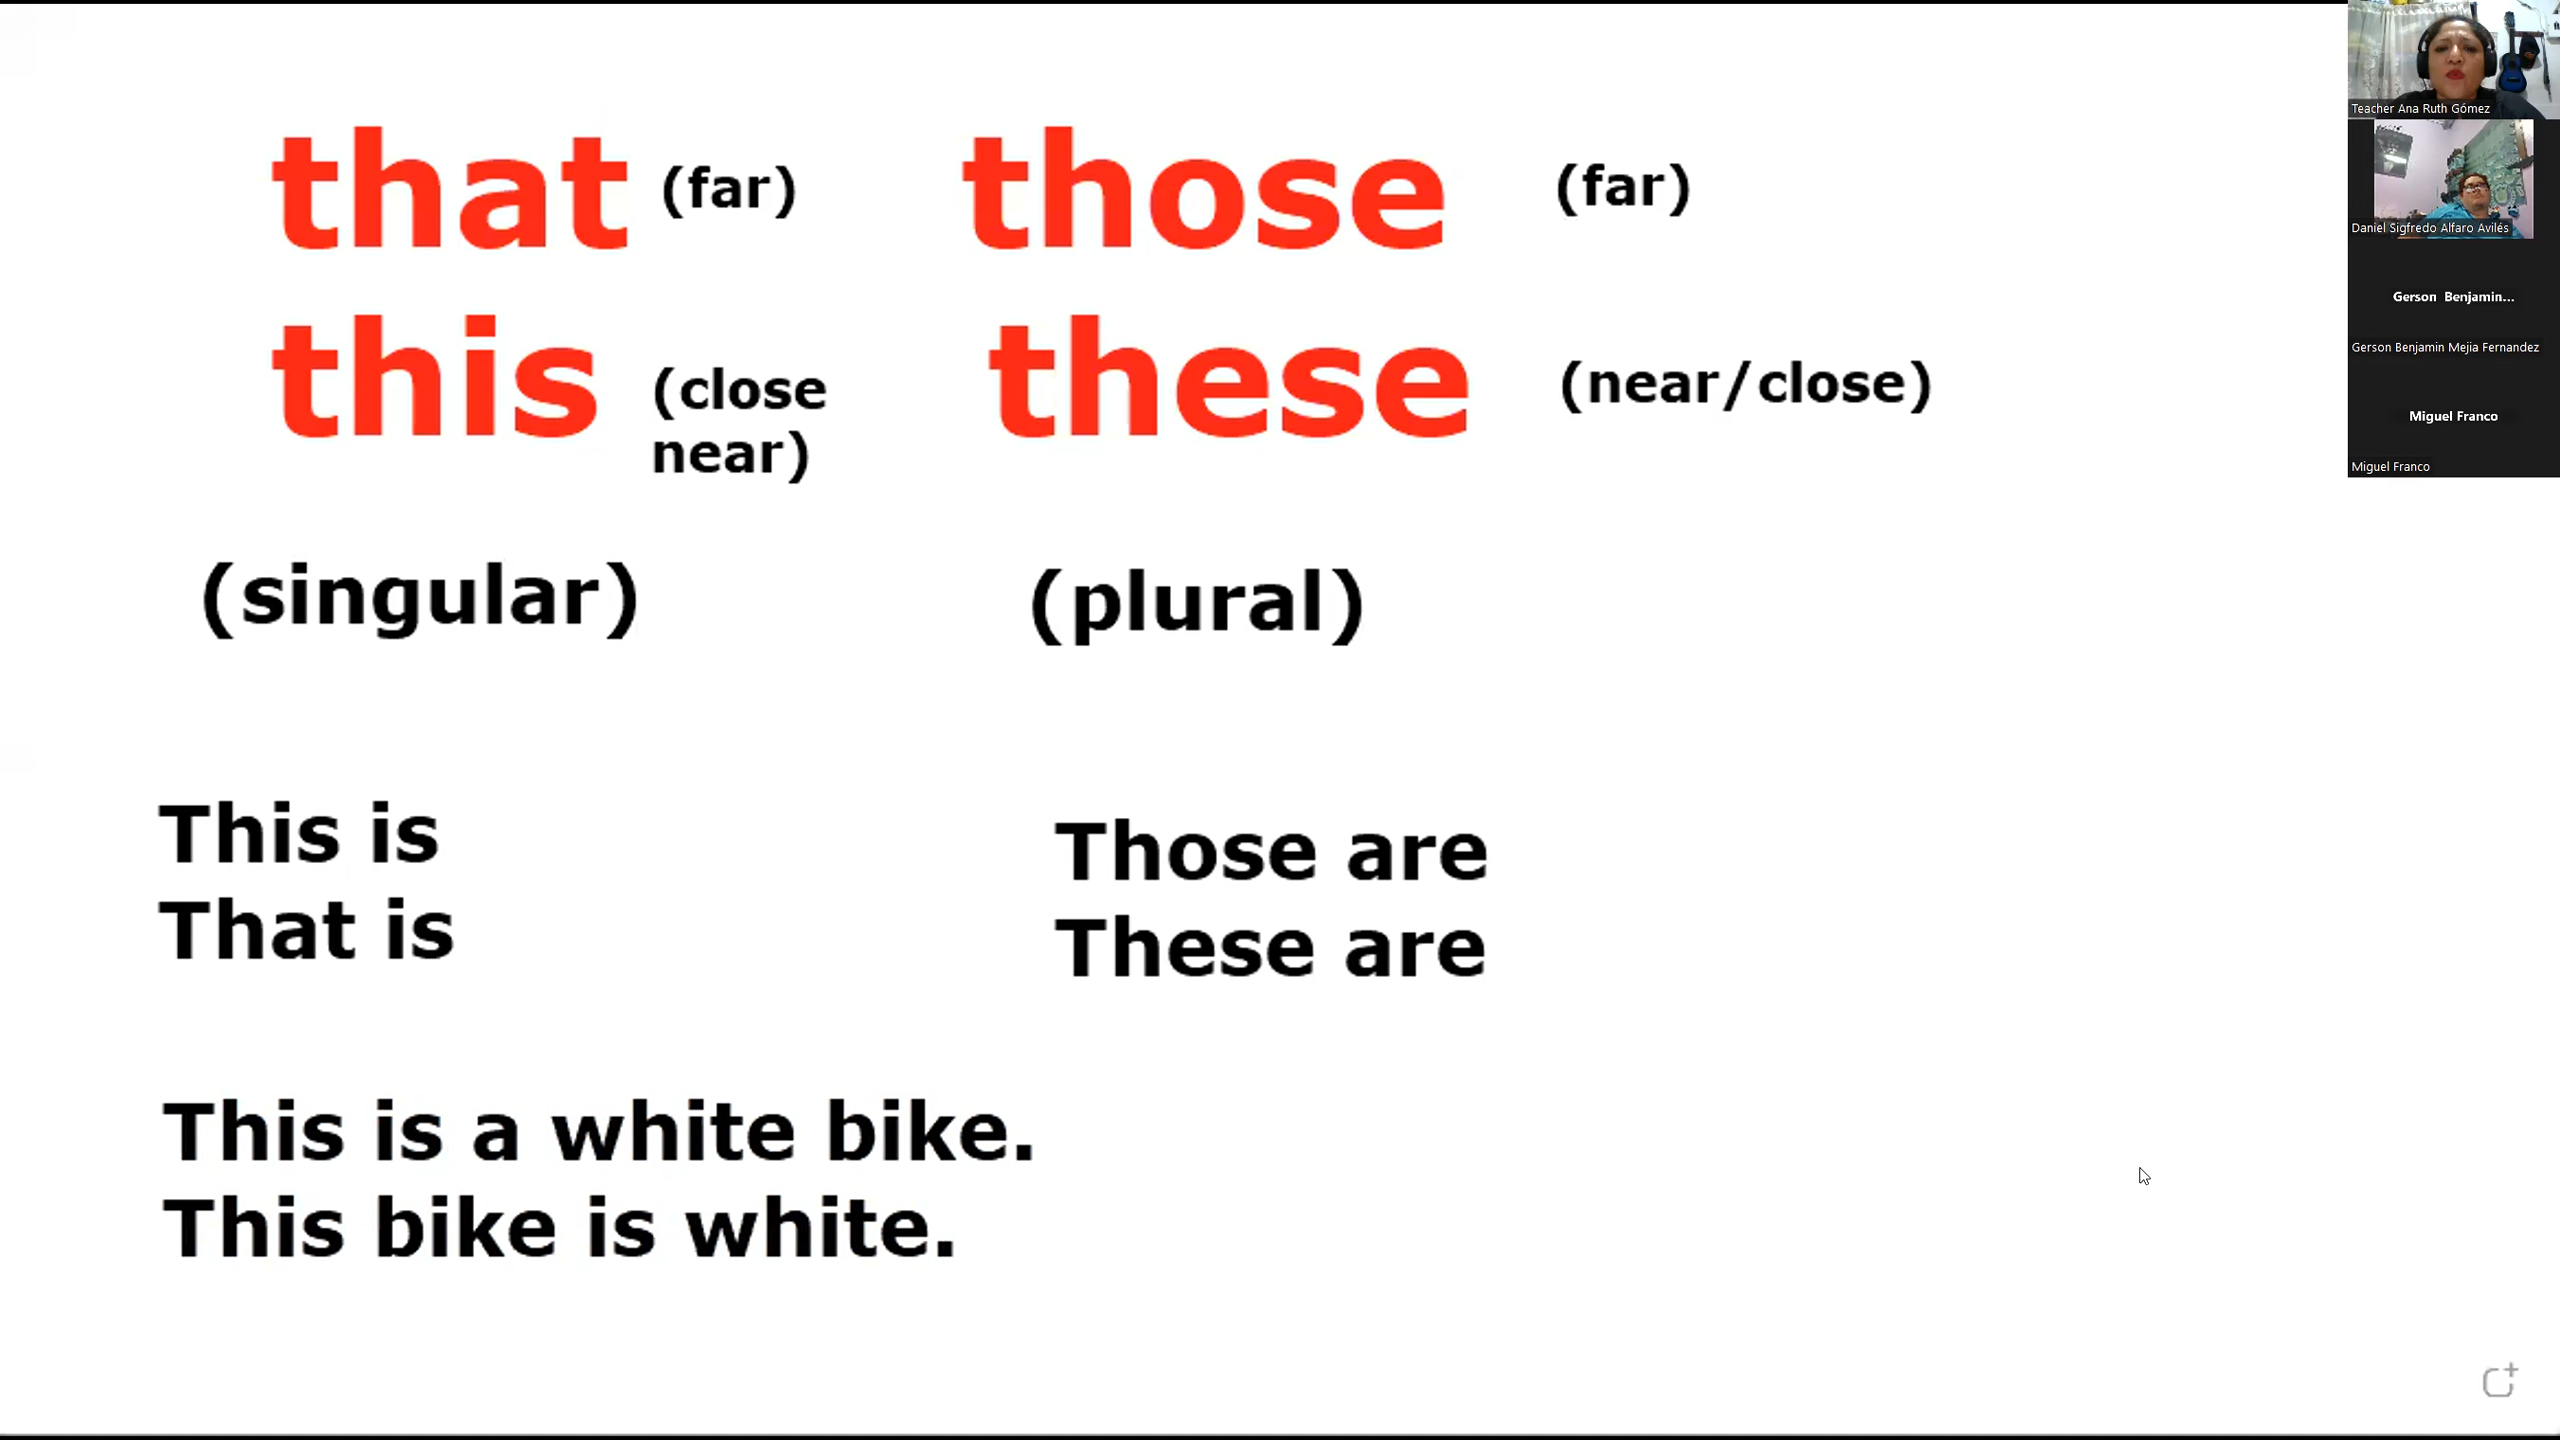 that (far) those (far)
this (close near) these (near/close)
(singular) (plural)
This is
That is
Those are
These are
This is a white bike.
This bike is white.
Teacher Ana Ruth Gómez
Daniel Sigfredo Alfaro Avilés
Gerson Benjamin...
Gerson Benjamin Mejia Fernandez
Miguel Franco
Miguel Franco